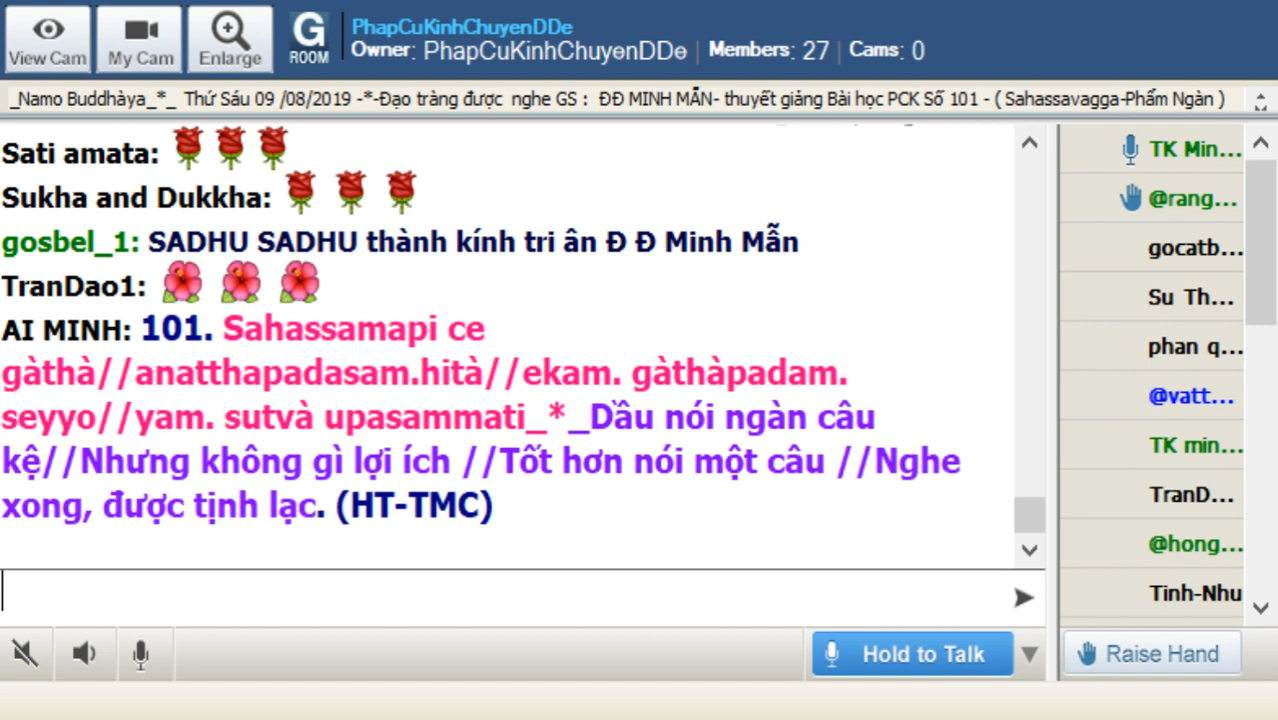 PhapCuKinhChuyenDDe
View Cam My Cam Enlarge G ROOM Owner: PhapCuKinhChuyenDDe | Members: 27 | Cams: 0
_Namo Buddhàya_*_ Thứ Sáu 09 /08/2019 -*-Đạo tràng được nghe GS : ĐĐ MINH MẪN- thuyết giảng Bài học PCK Số 101 - ( Sahassavagga-Phẩm Ngàn )
Sati amata:
Sukha and Dukkha:
gosbel_1: SADHU SADHU thành kính tri ân Đ Đ Minh Mẫn
TranDao1:
AI MINH: 101. Sahassamapi ce
gàthà//anatthapadasam.hità//ekam. gàthàpadam.
seyyo//yam. sutvà upasammati_*_Dầu nói ngàn câu
kệ//Nhưng không gì lợi ích //Tốt hơn nói một câu //Nghe
xong, được tịnh lạc. (HT-TMC)
TK Min...
@rang...
gocatb...
Su Th...
phan q...
@vatt...
TK min...
TranD...
@hong...
Tinh-Nhu
Hold to Talk
Raise Hand